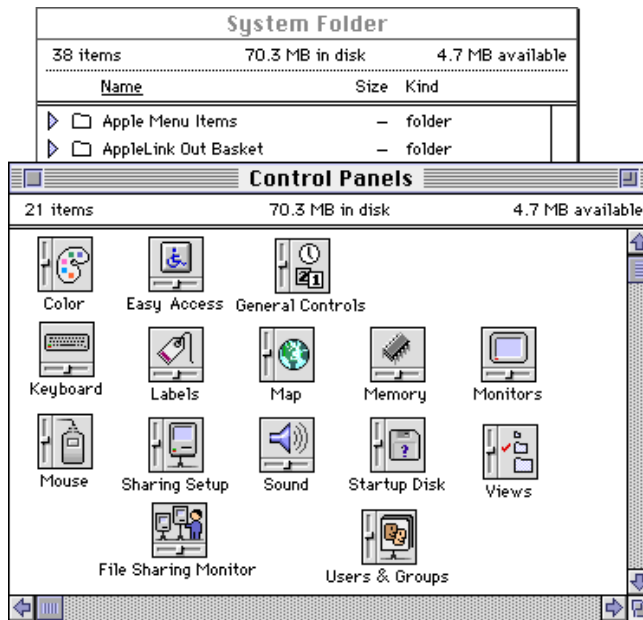 System Folder
38 items 70.3 MB in disk 4.7 MB available
Name Size Kind
Apple Menu Items – folder
AppleLink Out Basket – folder
Control Panels
21 items 70.3 MB in disk 4.7 MB available
21
Color Easy Access General Controls
Keyboard Labels Map Memory Monitors
?
Mouse Sharing Setup Sound Startup Disk Views
File Sharing Monitor Users & Groups